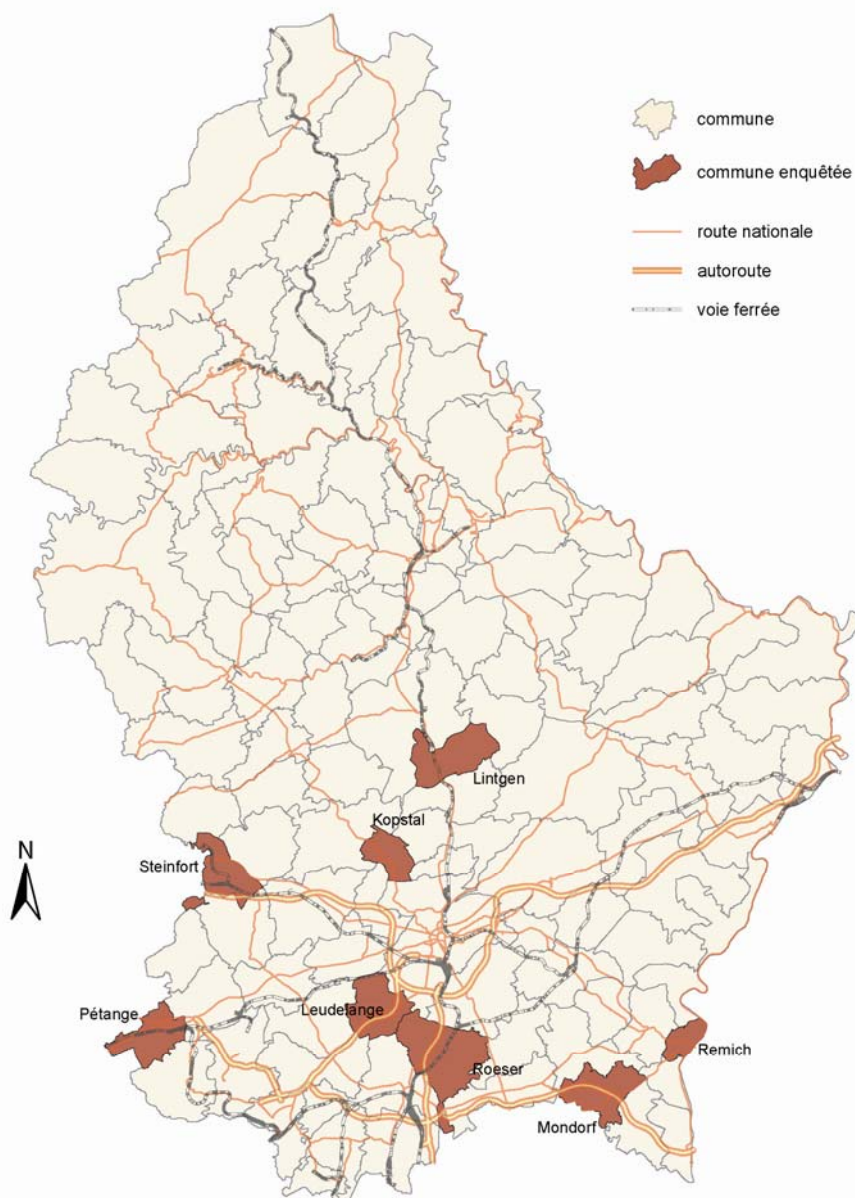 commune
commune enquêtée
route nationale
autoroute
voie ferrée
Lintgen
Kopstal
N
Steinfort
Pétange
Leudelange
Remich
Roeser
Mondorf